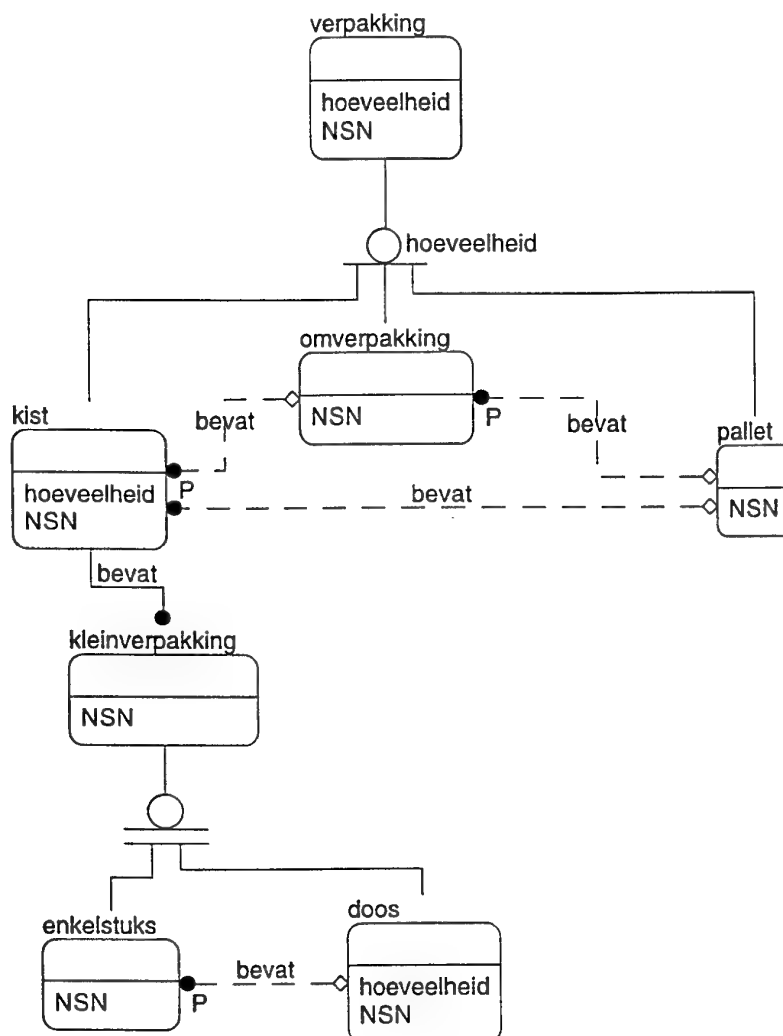 verpakking
hoeveelheid
NSN
hoeveelheid
omverpakking
NSN
P
bevat
kist
hoeveelheid
NSN
P
bevat
pallet
NSN
bevat
bevat
kleinverpakking
NSN
enkelstuks
NSN
P
bevat
doos
hoeveelheid
NSN